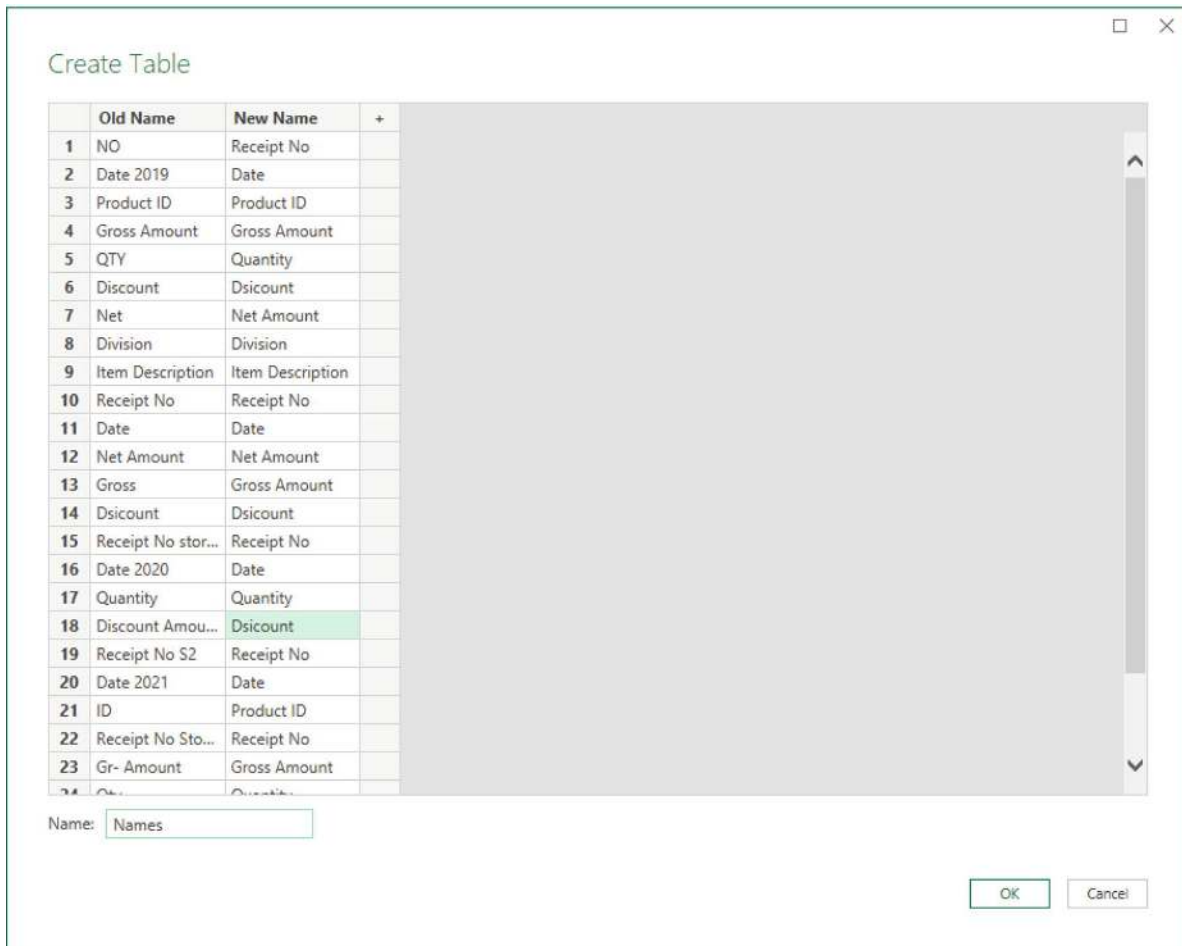 Create Table
Old Name New Name +
1 NO Receipt No
2 Date 2019 Date
3 Product ID Product ID
4 Gross Amount Gross Amount
5 QTY Quantity
6 Discount Dsicount
7 Net Net Amount
8 Division Division
9 Item Description Item Description
10 Receipt No Receipt No
11 Date Date
12 Net Amount Net Amount
13 Gross Gross Amount
14 Dsicount Dsicount
15 Receipt No stor... Receipt No
16 Date 2020 Date
17 Quantity Quantity
18 Discount Amou... Dsicount
19 Receipt No S2 Receipt No
20 Date 2021 Date
21 ID Product ID
22 Receipt No Sto... Receipt No
23 Gr- Amount Gross Amount
24 Qty Quantity
Name: Names
OK Cancel